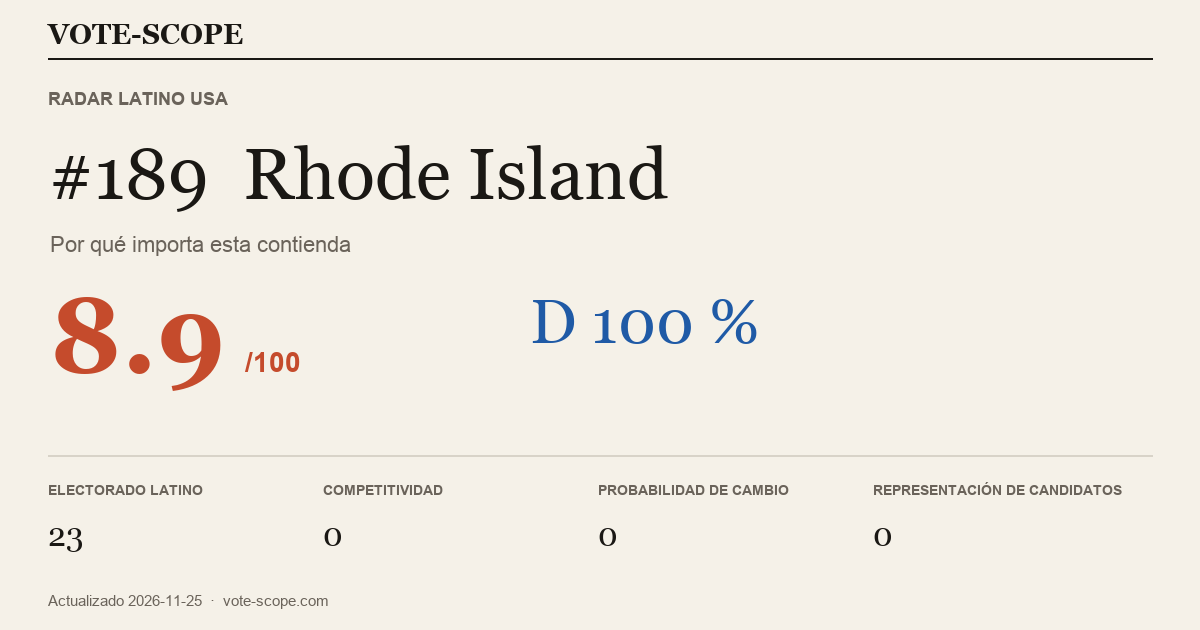 VOTE-SCOPE
RADAR LATINO USA
#189 Rhode Island
Por qué importa esta contienda
8.9 /100
D 100 %
ELECTORADO LATINO
23
COMPETITIVIDAD
0
PROBABILIDAD DE CAMBIO
0
REPRESENTACIÓN DE CANDIDATOS
0
Actualizado 2026-11-25 · vote-scope.com